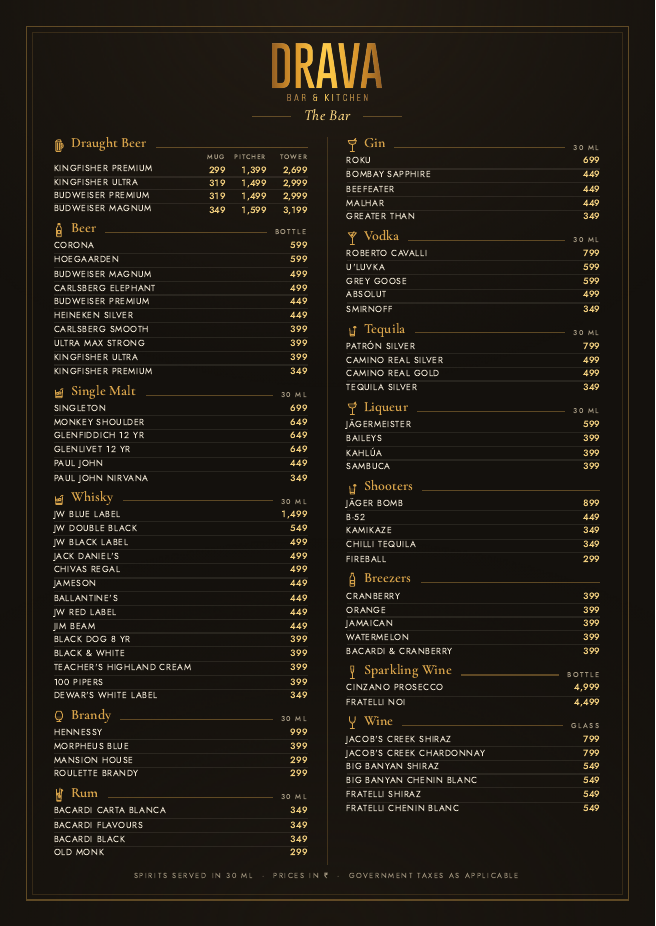 DRAVA
BAR & KITCHEN
The Bar
Draught Beer
MUG PITCHER TOWER
KINGFISHER PREMIUM 299 1,399 2,699
KINGFISHER ULTRA 319 1,499 2,999
BUDWEISER PREMIUM 319 1,499 2,999
BUDWEISER MAGNUM 349 1,599 3,199
Beer BOTTLE
CORONA 599
HOEGAARDEN 599
BUDWEISER MAGNUM 499
CARLSBERG ELEPHANT 499
BUDWEISER PREMIUM 449
HEINEKEN SILVER 449
CARLSBERG SMOOTH 399
ULTRA MAX STRONG 399
KINGFISHER ULTRA 399
KINGFISHER PREMIUM 349
Single Malt 30 ML
SINGLETON 699
MONKEY SHOULDER 649
GLENFIDDICH 12 YR 649
GLENLIVET 12 YR 649
PAUL JOHN 449
PAUL JOHN NIRVANA 349
Whisky 30 ML
JW BLUE LABEL 1,499
JW DOUBLE BLACK 549
JW BLACK LABEL 499
JACK DANIEL'S 499
CHIVAS REGAL 499
JAMESON 449
BALLANTINE'S 449
JW RED LABEL 449
JIM BEAM 449
BLACK DOG 8 YR 399
BLACK & WHITE 399
TEACHER'S HIGHLAND CREAM 399
100 PIPERS 399
DEWAR'S WHITE LABEL 349
Brandy 30 ML
HENNESSY 999
MORPHEUS BLUE 399
MANSION HOUSE 299
ROULETTE BRANDY 299
Rum 30 ML
BACARDI CARTA BLANCA 349
BACARDI FLAVOURS 349
BACARDI BLACK 349
OLD MONK 299
Gin 30 ML
ROKU 699
BOMBAY SAPPHIRE 449
BEEFEATER 449
MALHAR 449
GREATER THAN 349
Vodka 30 ML
ROBERTO CAVALLI 799
U'LUVKA 599
GREY GOOSE 599
ABSOLUT 499
SMIRNOFF 349
Tequila 30 ML
PATRÓN SILVER 799
CAMINO REAL SILVER 499
CAMINO REAL GOLD 499
TEQUILA SILVER 349
Liqueur 30 ML
JÄGERMEISTER 599
BAILEYS 399
KAHLÚA 399
SAMBUCA 399
Shooters
JÄGER BOMB 899
B-52 449
KAMIKAZE 349
CHILLI TEQUILA 349
FIREBALL 299
Breezers
CRANBERRY 399
ORANGE 399
JAMAICAN 399
WATERMELON 399
BACARDI & CRANBERRY 399
Sparkling Wine BOTTLE
CINZANO PROSECCO 4,999
FRATELLI NOI 4,499
Wine GLASS
JACOB'S CREEK SHIRAZ 799
JACOB'S CREEK CHARDONNAY 799
BIG BANYAN SHIRAZ 549
BIG BANYAN CHENIN BLANC 549
FRATELLI SHIRAZ 549
FRATELLI CHENIN BLANC 549
SPIRITS SERVED IN 30 ML · PRICES IN ₹ · GOVERNMENT TAXES AS APPLICABLE